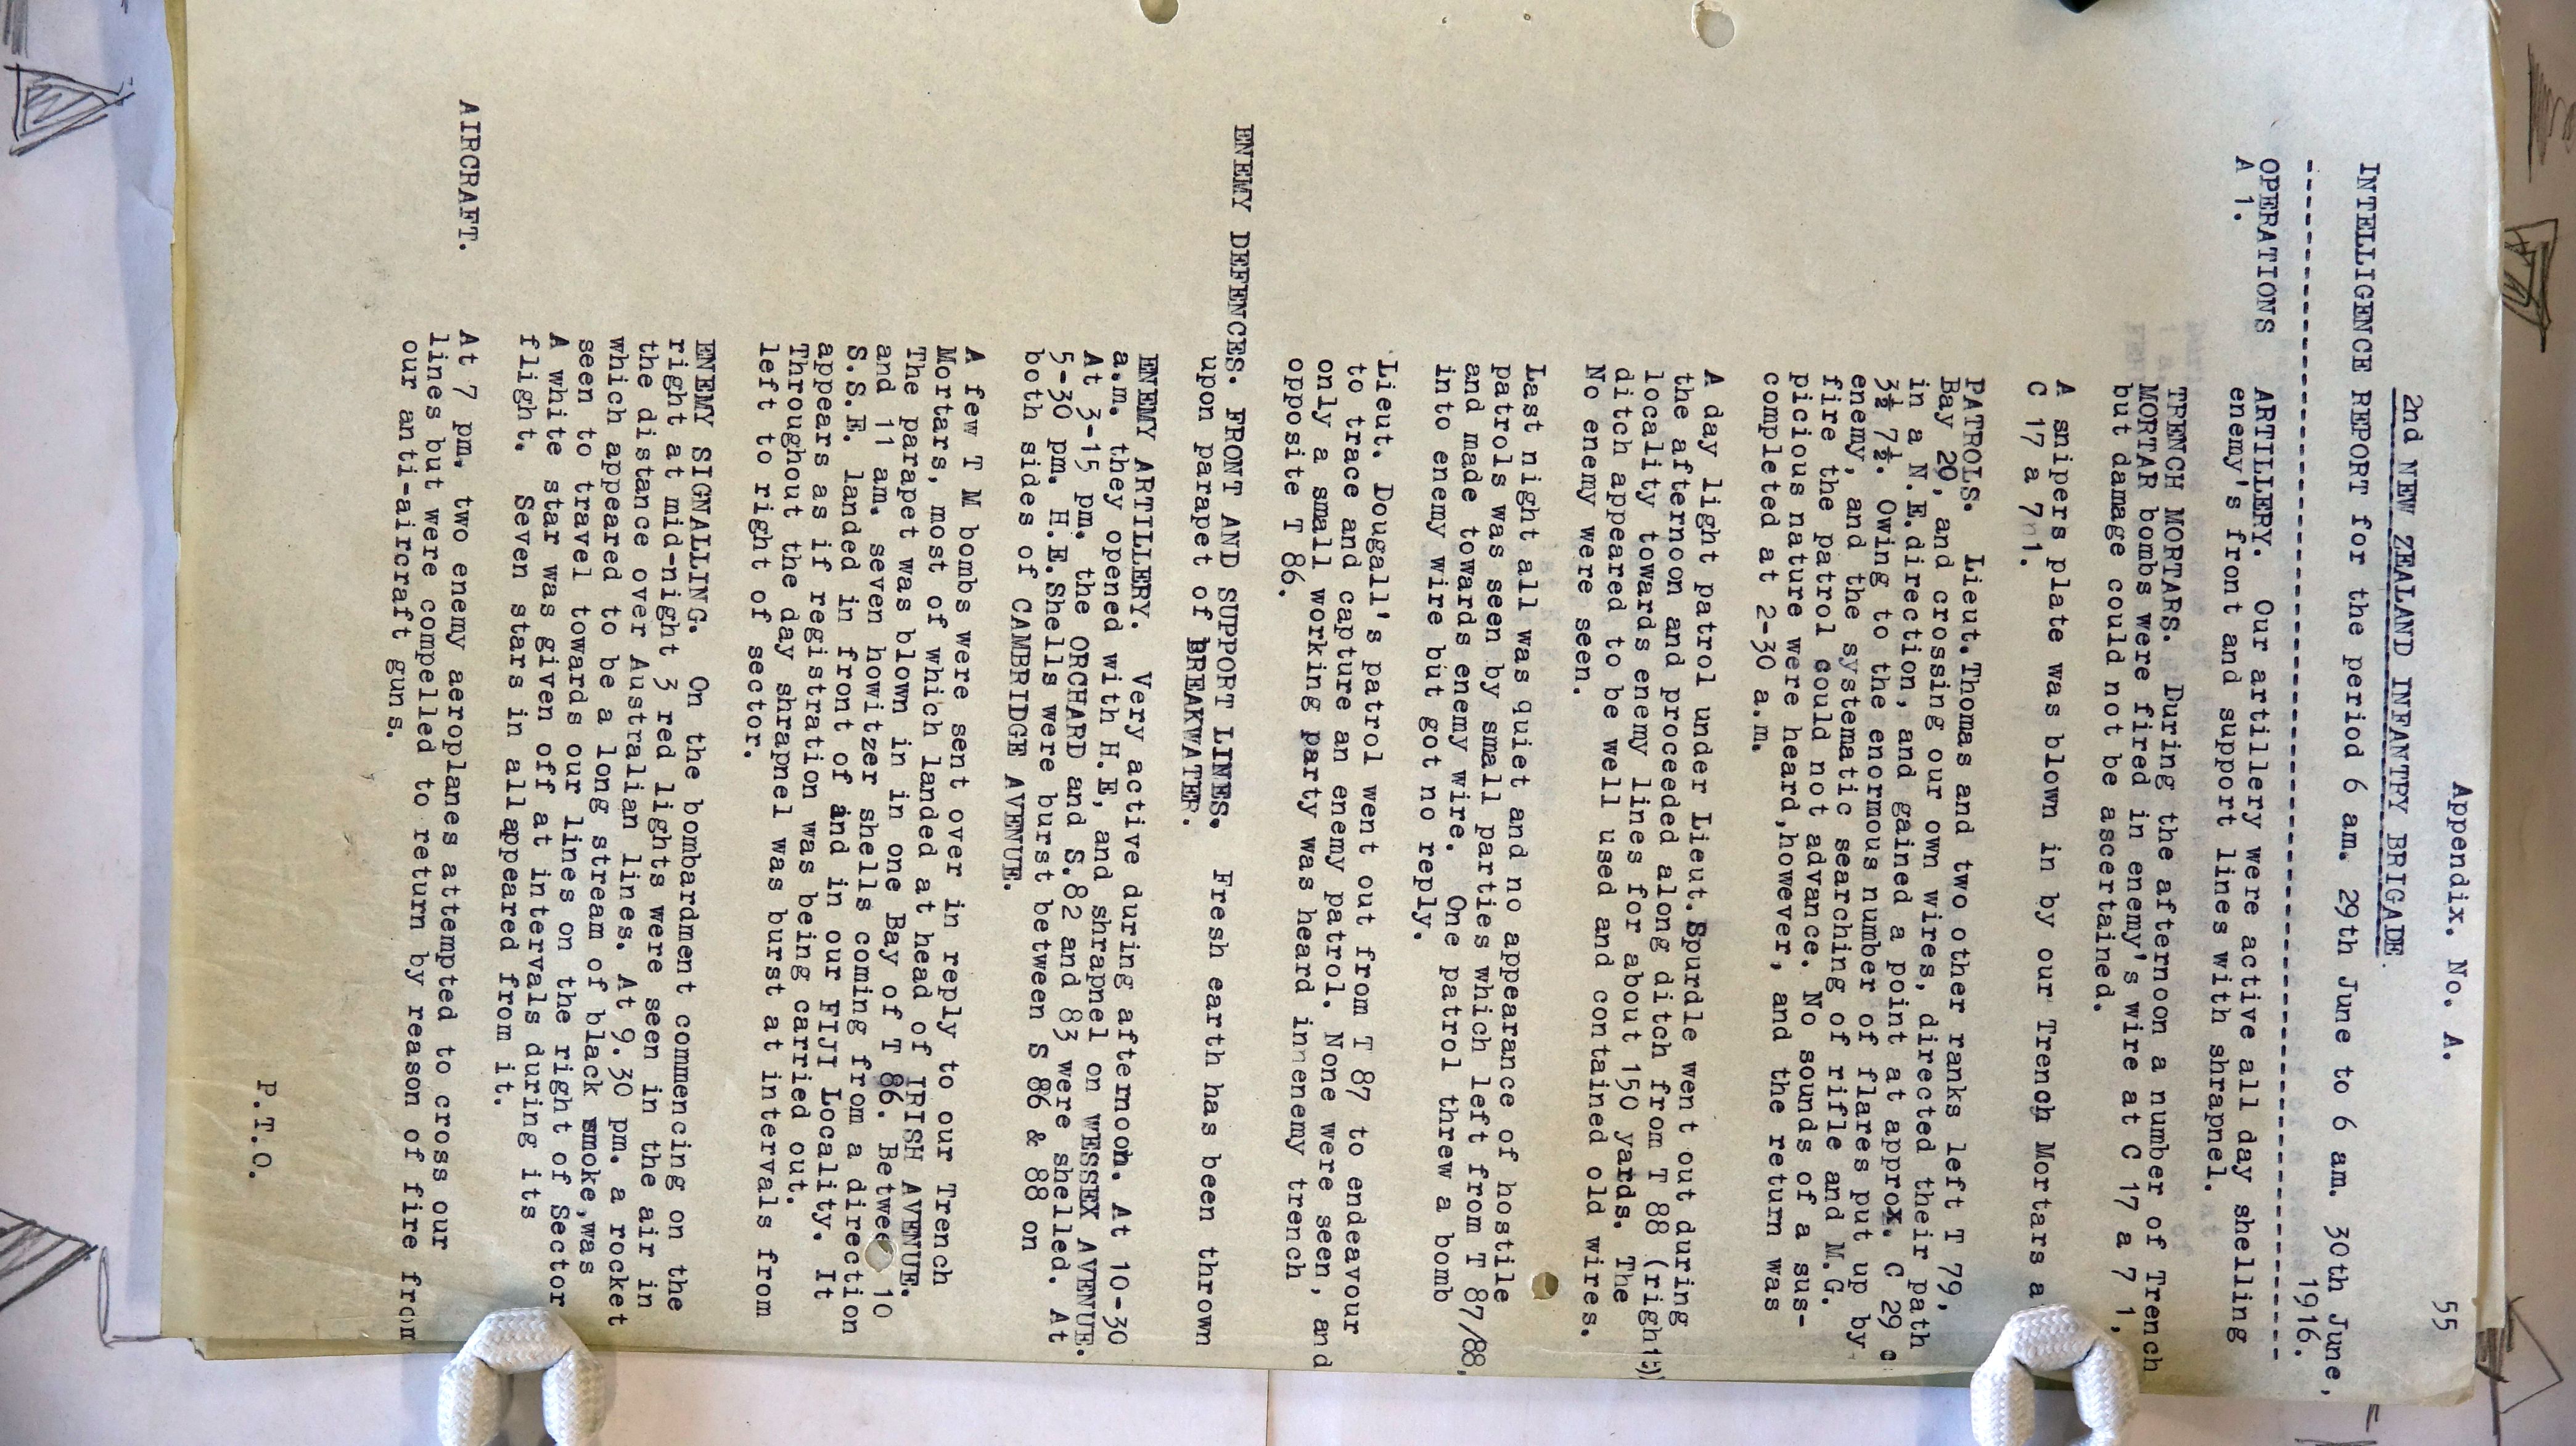 Appendix. No. A. 55
2nd NEW ZEALAND INFANTRY BRIGADE.
INTELLIGENCE REPORT for the period 6 am. 29th June to 6 am. 30th June,
1916.
OPERATIONS ARTILLERY. Our artillery were active all day shelling
A 1. enemy's front and support lines with shrapnel.
TRENCH MORTARS. During the afternoon a number of Trench
MORTAR bombs were fired in enemy's wire at C 17 a 7 1,
but damage could not be ascertained.
A snipers plate was blown in by our Trench Mortars a
C 17 a 7 1.
PATROLS. Lieut.Thomas and two other ranks left T 79,
Bay 20, and crossing our own wires, directed their path
in a N.E.direction, and gained a point at approx. C 29 c
3½ 7½. Owing to the enormous number of flares put up by
enemy, and the systematic searching of rifle and M.G.
fire the patrol could not advance. No sounds of a sus-
picious nature were heard,however, and the return was
completed at 2-30 a.m.
A day light patrol under Lieut.Spurdle went out during
the afternoon and proceeded along ditch from T 88 (right)
locality towards enemy lines for about 150 yards. The
ditch appeared to be well used and contained old wires.
No enemy were seen.
Last night all was quiet and no appearance of hostile
patrols was seen by small parties which left from T 87/88,
and made towards enemy wire. One patrol threw a bomb
into enemy wire but got no reply.
Lieut. Dougall's patrol went out from T 87 to endeavour
to trace and capture an enemy patrol. None were seen, and
only a small working party was heard in enemy trench
opposite T 86.
ENEMY DEFENCES. FRONT AND SUPPORT LINES. Fresh earth has been thrown
upon parapet of BREAKWATER.
ENEMY ARTILLERY. Very active during afternoon. At 10-30
a.m. they opened with H.E, and shrapnel on WESSEX AVENUE.
At 3-15 pm. the ORCHARD and S.82 and 83 were shelled. At
5-30 pm. H.E.Shells were burst between S 86 & 88 on
both sides of CAMBRIDGE AVENUE.
A few T M bombs were sent over in reply to our Trench
Mortars, most of which landed at head of IRISH AVENUE.
The parapet was blown in in one Bay of T 86. Betwee 10
and 11 am. seven howitzer shells coming from a direction
S.S.E. landed in front of and in our FIJI Locality. It
appears as if registration was being carried out.
Throughout the day shrapnel was burst at intervals from
left to right of sector.
ENEMY SIGNALLING. On the bombardment commencing on the
right at mid-night 3 red lights were seen in the air in
the distance over Australian lines. At 9.30 pm. a rocket
which appeared to be a long stream of black smoke,was
seen to travel towards our lines on the right of Sector
A white star was given off at intervals during its
flight. Seven stars in all appeared from it.
AIRCRAFT. At 7 pm. two enemy aeroplanes attempted to cross our
lines but were compelled to return by reason of fire from
our anti-aircraft guns.
P.T.O.